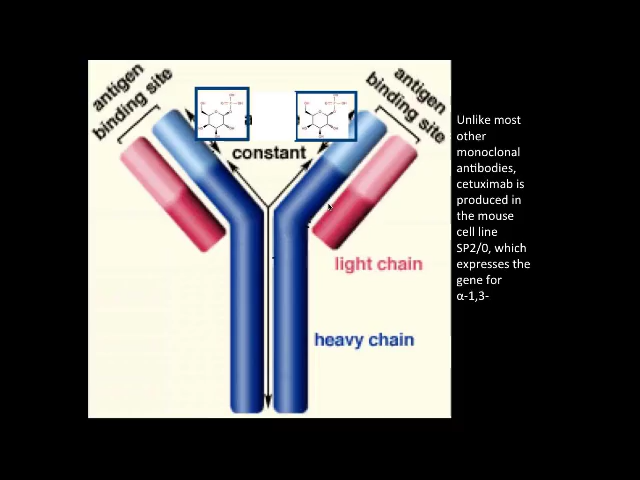 antigen
binding site
antigen
binding site
constant
light chain
heavy chain
Unlike most
other
monoclonal
antibodies,
cetuximab is
produced in
the mouse
cell line
SP2/0, which
expresses the
gene for
α-1,3-